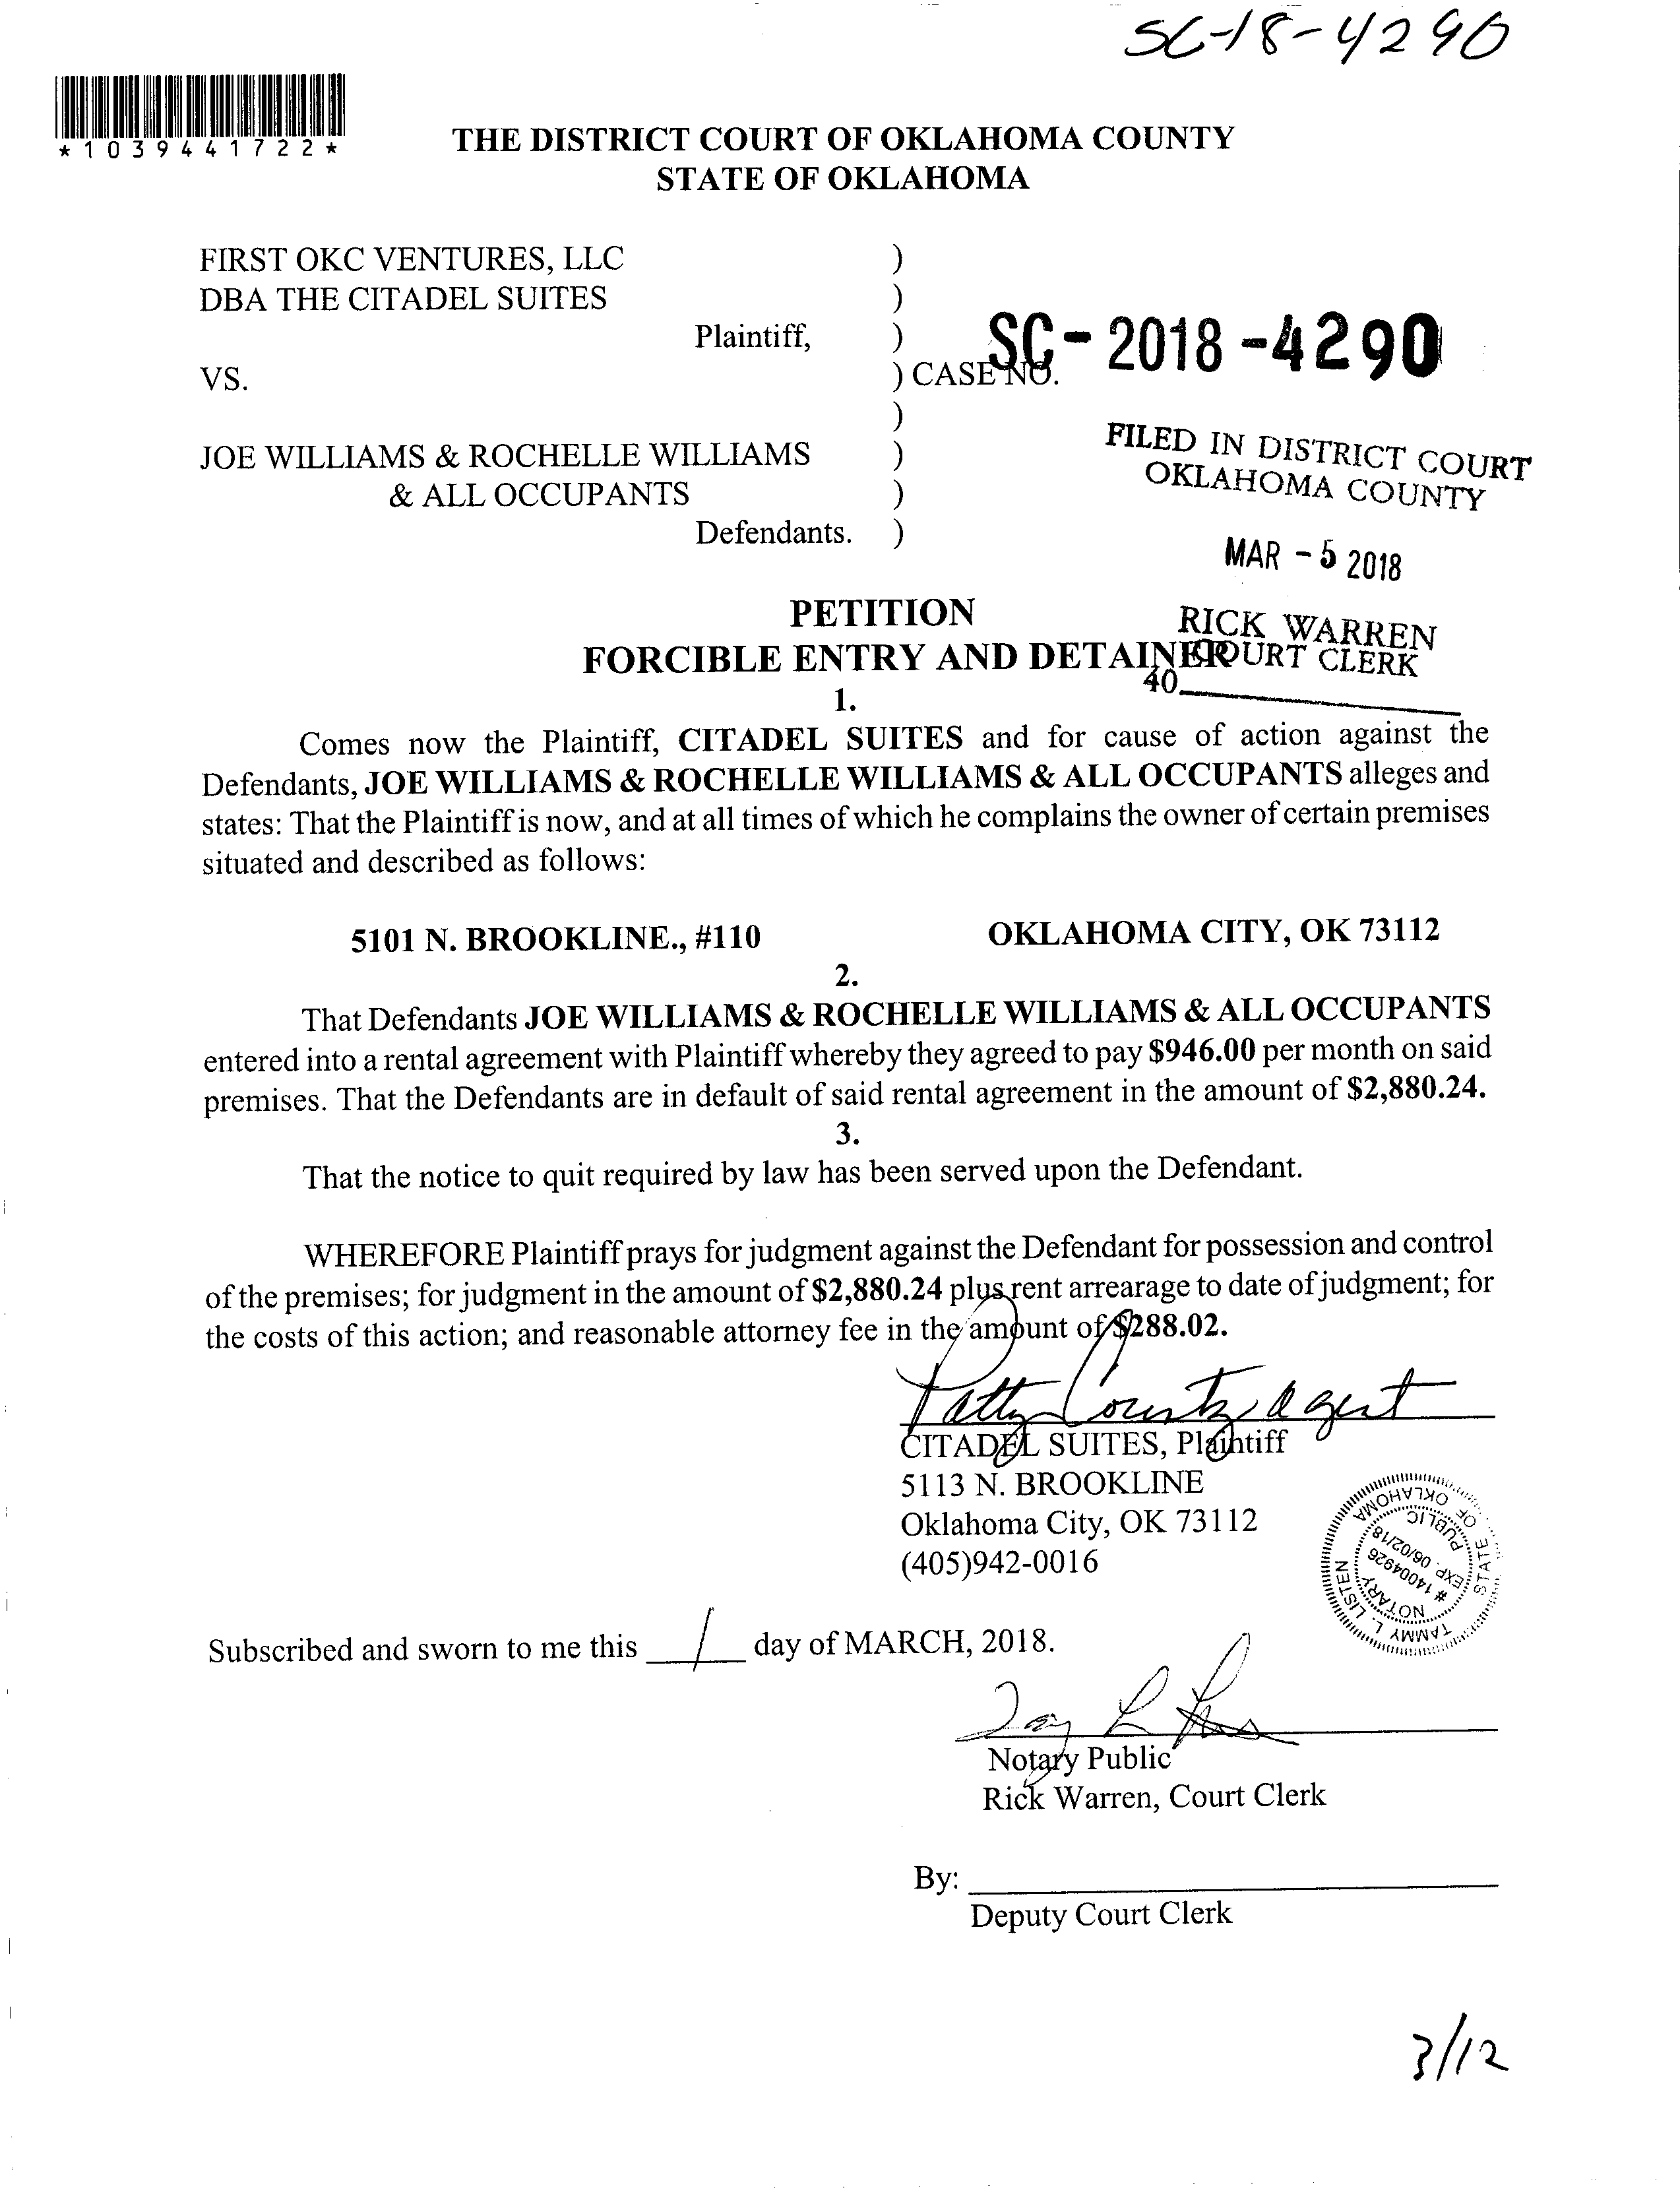 SC-18-4290
*1039441722*
THE DISTRICT COURT OF OKLAHOMA COUNTY
STATE OF OKLAHOMA
FIRST OKC VENTURES, LLC )
DBA THE CITADEL SUITES )
Plaintiff, )
SC-2018-4290
VS. ) CASE NO.
)
JOE WILLIAMS & ROCHELLE WILLIAMS )
& ALL OCCUPANTS )
Defendants. )
FILED IN DISTRICT COURT
OKLAHOMA COUNTY
MAR - 5 2018
RICK WARREN
COURT CLERK
40
PETITION
FORCIBLE ENTRY AND DETAINER
1.
Comes now the Plaintiff, CITADEL SUITES and for cause of action against the
Defendants, JOE WILLIAMS & ROCHELLE WILLIAMS & ALL OCCUPANTS alleges and
states: That the Plaintiff is now, and at all times of which he complains the owner of certain premises
situated and described as follows:
5101 N. BROOKLINE., #110 OKLAHOMA CITY, OK 73112
2.
That Defendants JOE WILLIAMS & ROCHELLE WILLIAMS & ALL OCCUPANTS
entered into a rental agreement with Plaintiff whereby they agreed to pay $946.00 per month on said
premises. That the Defendants are in default of said rental agreement in the amount of $2,880.24.
3.
That the notice to quit required by law has been served upon the Defendant.
WHEREFORE Plaintiff prays for judgment against the Defendant for possession and control
of the premises; for judgment in the amount of $2,880.24 plus rent arrearage to date of judgment; for
the costs of this action; and reasonable attorney fee in the amount of $288.02.
Patty County agent
CITADEL SUITES, Plaintiff
5113 N. BROOKLINE
Oklahoma City, OK 73112
(405)942-0016
TAMMY L. LISTEN
NOTARY PUBLIC
# 14004926
EXP. 06/02/18
STATE OF OKLAHOMA
Subscribed and sworn to me this 1 day of MARCH, 2018.
Notary Public
Rick Warren, Court Clerk
By:
Deputy Court Clerk
3/12